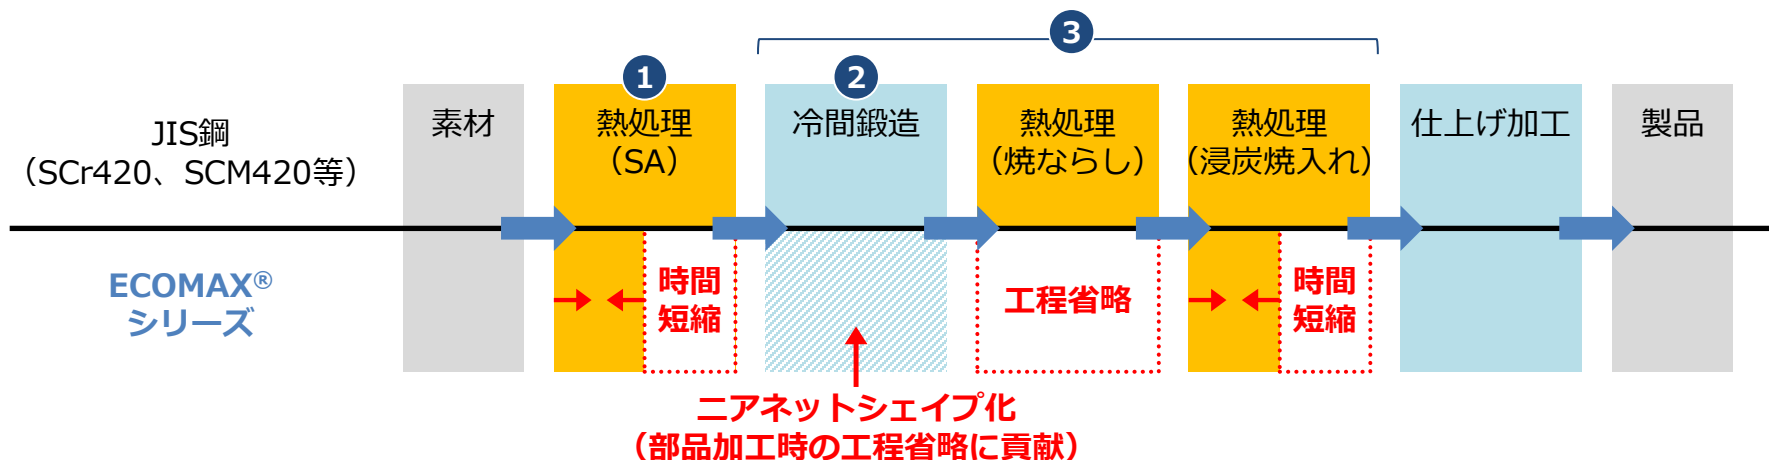 3
1
2
JIS鋼
（SCr420、SCM420等）
素材
熱処理
（SA）
冷間鍛造
熱処理
（焼ならし）
熱処理
（浸炭焼入れ）
仕上げ加工
製品
ECOMAX®
シリーズ
時間
短縮
工程省略
時間
短縮
ニアネットシェイプ化
（部品加工時の工程省略に貢献）